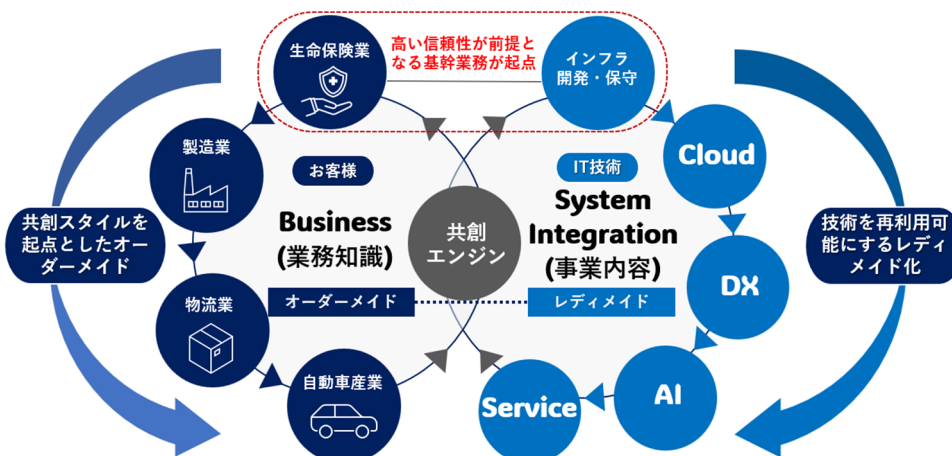 生命保険業
高い信頼性が前提と
なる基幹業務が起点
インフラ
開発・保守
製造業
お客様
IT技術
Cloud
共創スタイルを
起点としたオー
ダーメイド
Business
(業務知識)
共創
エンジン
System
Integration
(事業内容)
技術を再利用可
能にするレディ
メイド化
DX
物流業
オーダーメイド
レディメイド
自動車産業
Service
AI